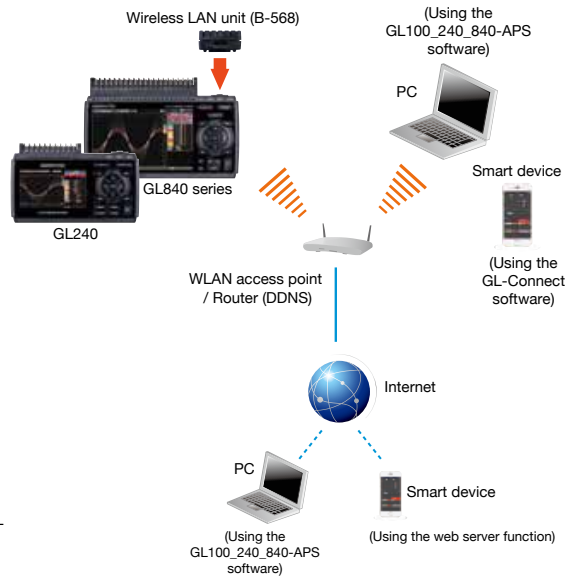 Wireless LAN unit (B-568)
(Using the
GL100_240_840-APS
software)
PC
GL840 series
GL240
Smart device
(Using the
GL-Connect
software)
WLAN access point
/ Router (DDNS)
Internet
PC
Smart device
(Using the
GL100_240_840-APS
software)
(Using the web server function)